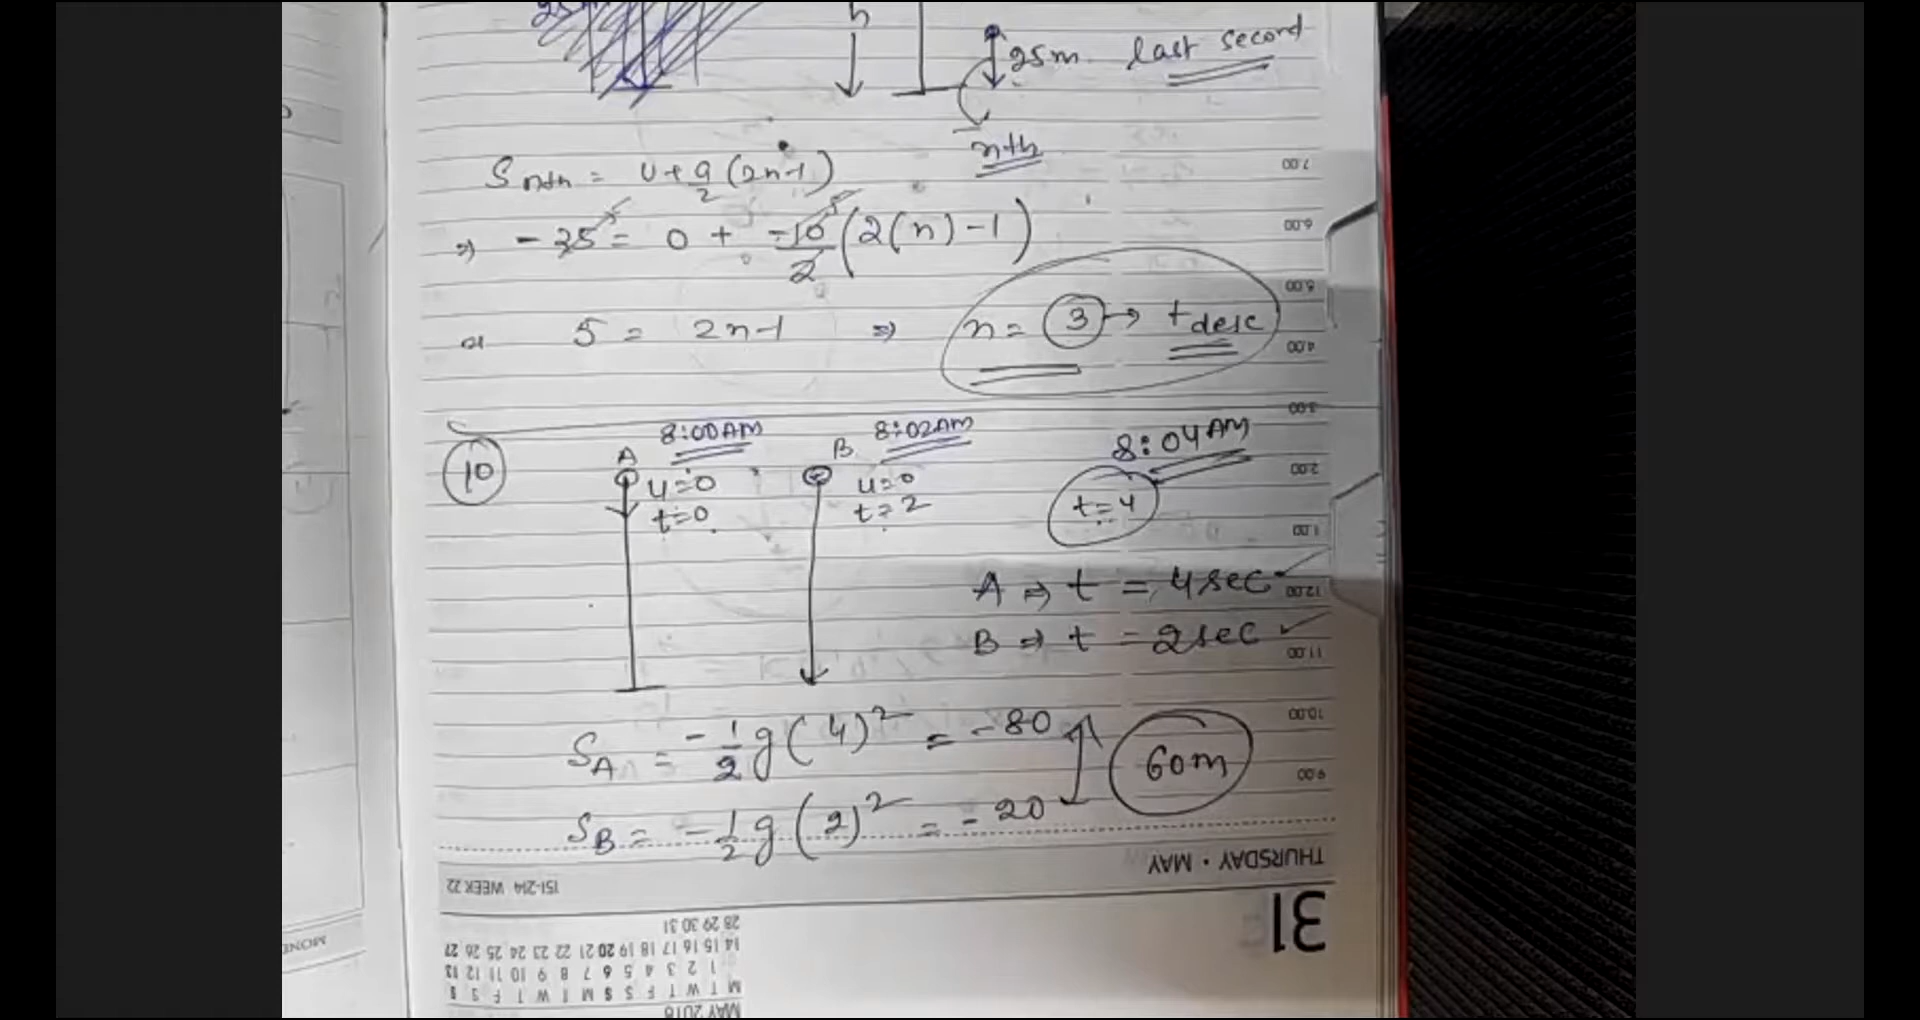 h
25m last second
nth
Snth = u + a/2 (2n-1)
⇒ -25 = 0 + -10/2 (2(n)-1)
5 = 2n-1 ⇒ n = 3 → tdesc
10
8:00AM
A
u=0
t=0
8:02AM
B
u=0
t=2
8:04AM
t=4
A ⇒ t = 4sec
B ⇒ t = 2sec
SA = -1/2 g(4)² = -80
60m
SB = -1/2 g(2)² = -20
7.00
6.00
5.00
4.00
3.00
2.00
1.00
12.00
11.00
10.00
9.00
THURSDAY • MAY
31
151-214 WEEK 22
MAY 2018
M T W T F S S M T W T F S S
1 2 3 4 5 6 7 8 9 10 11 12 13
14 15 16 17 18 19 20 21 22 23 24 25 26 27
28 29 30 31